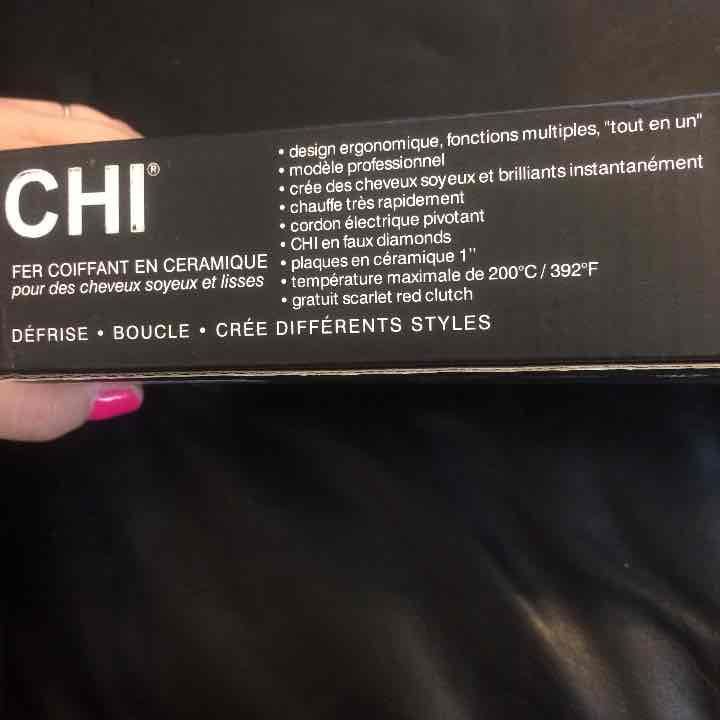 CHI®
FER COIFFANT EN CERAMIQUE
pour des cheveux soyeux et lisses
• design ergonomique, fonctions multiples, "tout en un"
• modèle professionnel
• crée des cheveux soyeux et brillants instantanément
• chauffe très rapidement
• cordon électrique pivotant
• CHI en faux diamonds
• plaques en céramique 1"
• température maximale de 200°C / 392°F
• gratuit scarlet red clutch
DÉFRISE • BOUCLE • CRÉE DIFFÉRENTS STYLES